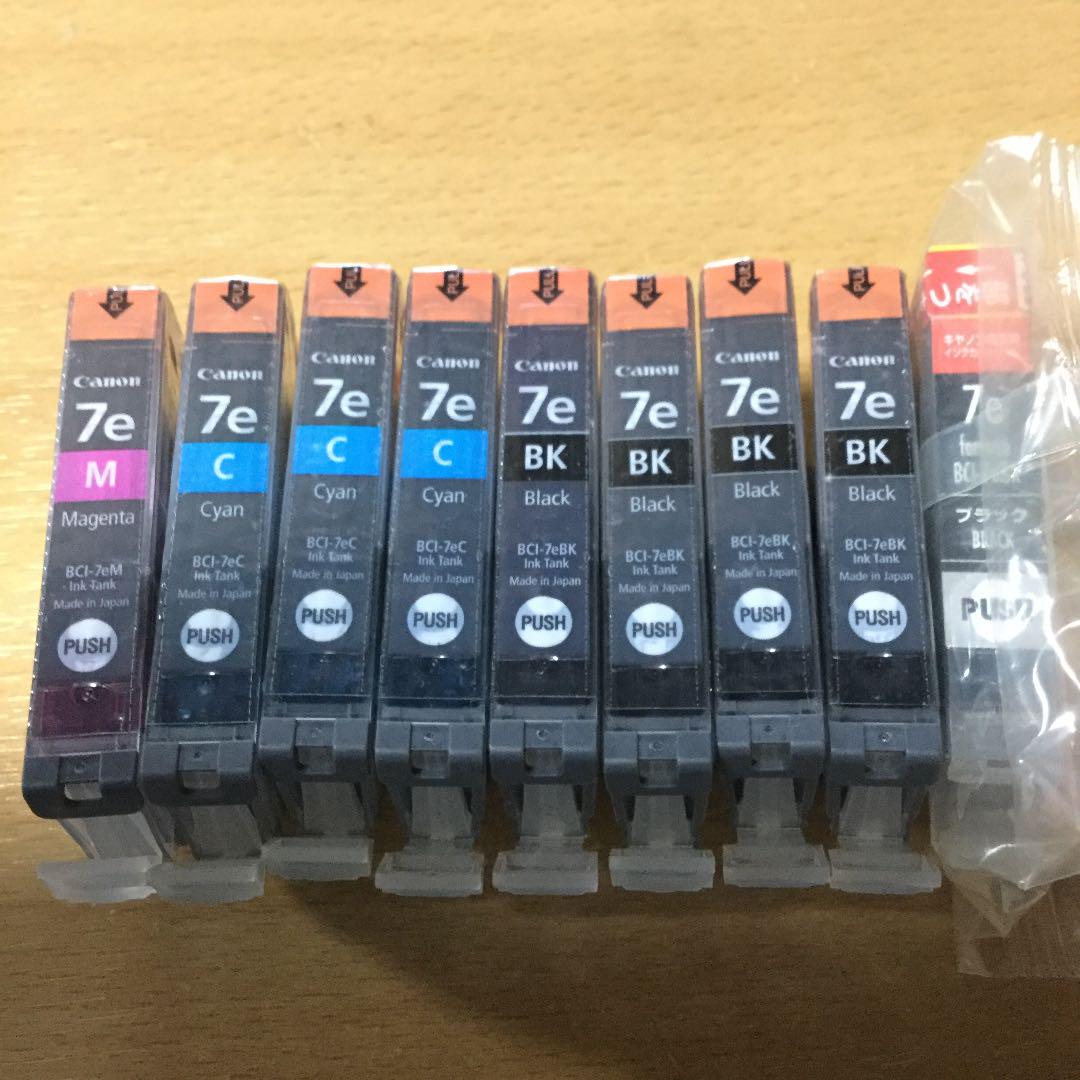 Canon
7e
M
Magenta
BCI-7eM
Ink Tank
Made in Japan
PUSH
Canon
7e
C
Cyan
BCI-7eC
Ink Tank
Made in Japan
PUSH
Canon
7e
C
Cyan
BCI-7eC
Ink Tank
Made in Japan
PUSH
Canon
7e
C
Cyan
BCI-7eC
Ink Tank
Made in Japan
PUSH
Canon
7e
BK
Black
BCI-7eBK
Ink Tank
Made in Japan
PUSH
Canon
7e
BK
Black
BCI-7eBK
Ink Tank
Made in Japan
PUSH
Canon
7e
BK
Black
BCI-7eBK
Ink Tank
Made in Japan
PUSH
Canon
7e
BK
Black
BCI-7eBK
Ink Tank
Made in Japan
PUSH
7e
ブラック
BLACK
PUSH